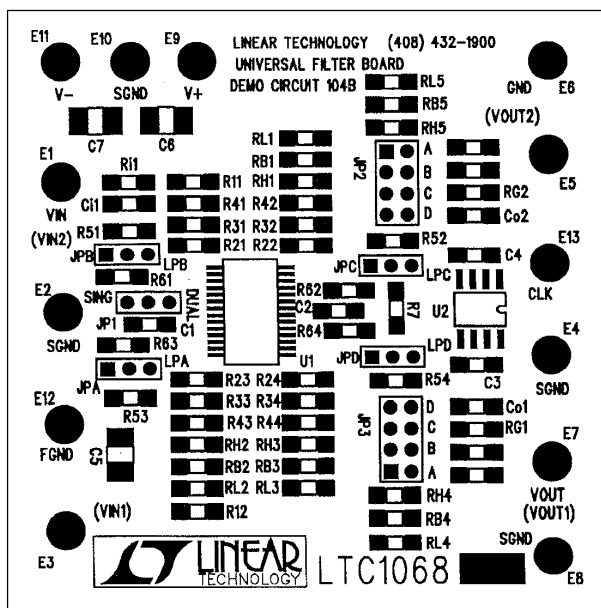 E11
E10
E9
LINEAR TECHNOLOGY (408) 432-1900
UNIVERSAL FILTER BOARD
DEMO CIRCUIT 104B
V-
SGND
V+
RL5
RB5
RH5
GND
E6
C7
C6
(VOUT2)
E1
Ri1
RL1
RB1
RH1
JP2
A
B
C
D
E5
Ci1
R11
R41
R42
RG2
Co2
VIN
(VIN2)
R51
R31
R32
R21
R22
R52
E13
JPB
LPB
JPC
LPC
C4
CLK
R61
E2
SING
DUAL
R62
C2
R7
U2
JP1
C1
R64
SGND
R63
E4
JPA
LPA
U1
JPD
LPD
C3
SGND
R53
R23
R24
R54
E12
R33
R34
R43
R44
JP3
D
C
B
A
Co1
RG1
FGND
C5
RH2
RH3
RB2
RB3
RL2
RL3
E7
VOUT
(VOUT1)
(VIN1)
R12
RH4
RB4
RL4
SGND
E3
E8
LT LINEAR
TECHNOLOGY
LTC1068